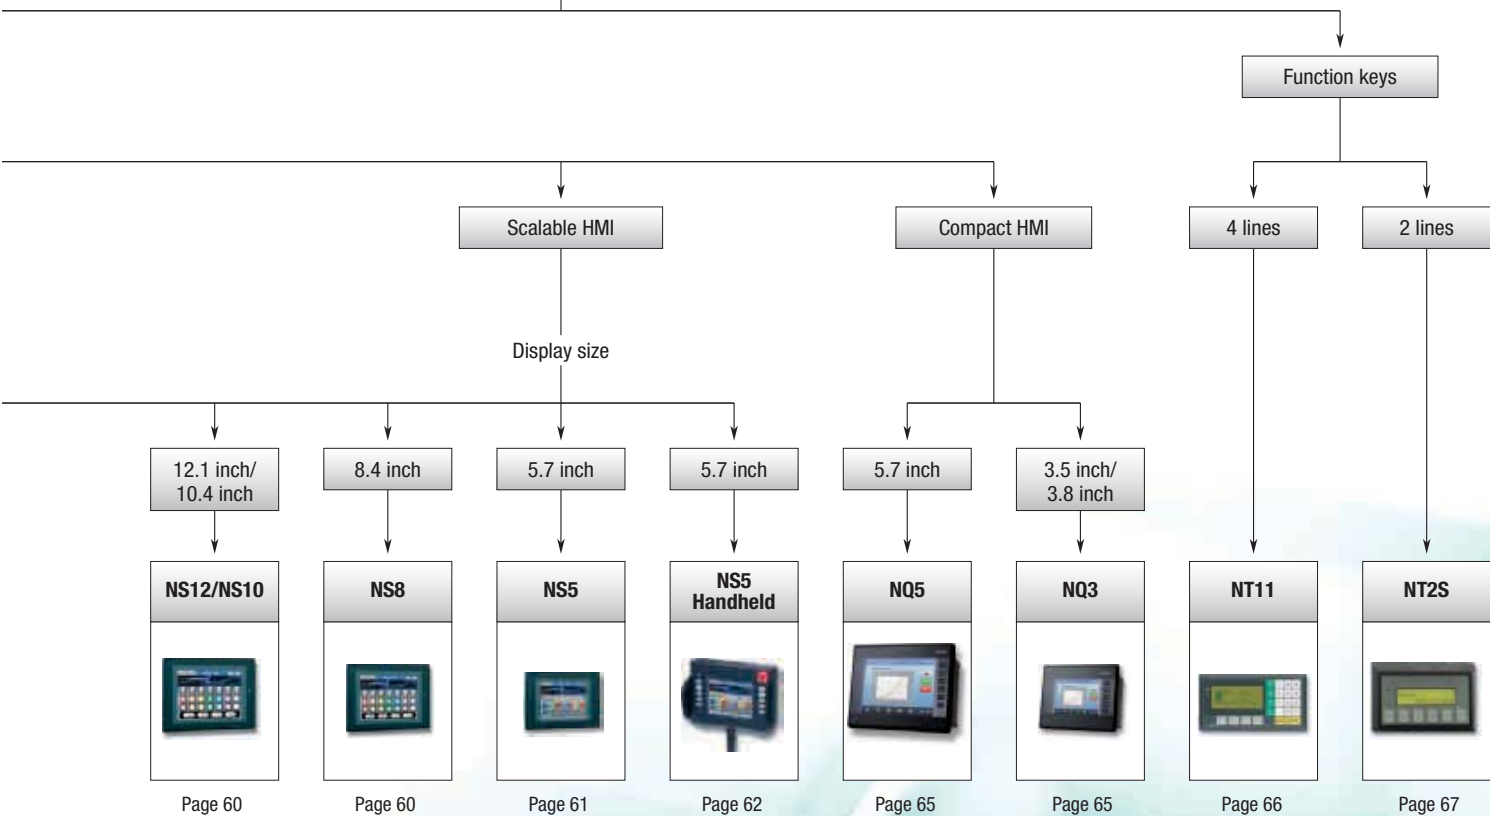 Function keys
Scalable HMI
Compact HMI
4 lines
2 lines
Display size
12.1 inch/
10.4 inch
8.4 inch
5.7 inch
5.7 inch
5.7 inch
3.5 inch/
3.8 inch
NS12/NS10
NS8
NS5
NS5
Handheld
NQ5
NQ3
NT11
NT2S
Page 60
Page 60
Page 61
Page 62
Page 65
Page 65
Page 66
Page 67